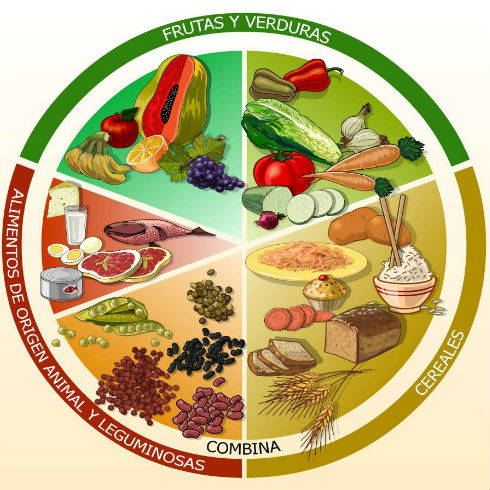 FRUTAS Y VERDURAS
ALIMENTOS DE ORIGEN ANIMAL Y LEGUMINOSAS
CEREALES
COMBINA